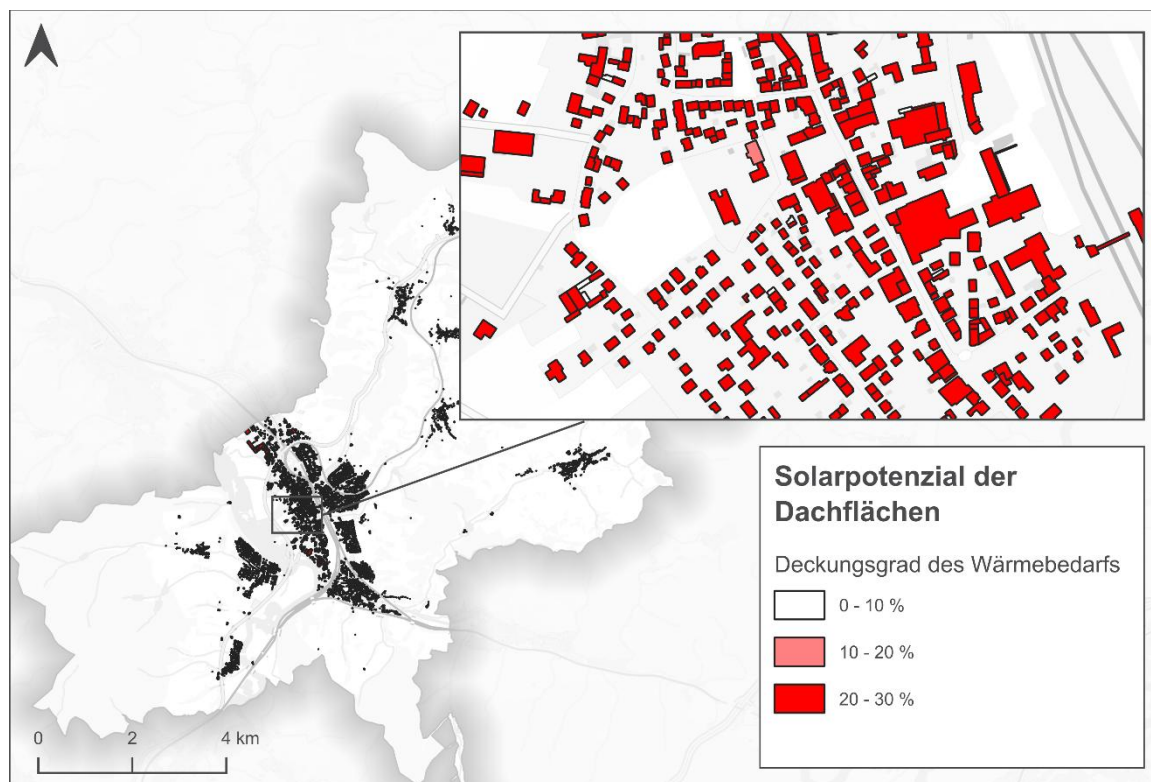 Solarpotenzial der
Dachflächen
Deckungsgrad des Wärmebedarfs
0 - 10 %
10 - 20 %
20 - 30 %
0 2 4 km